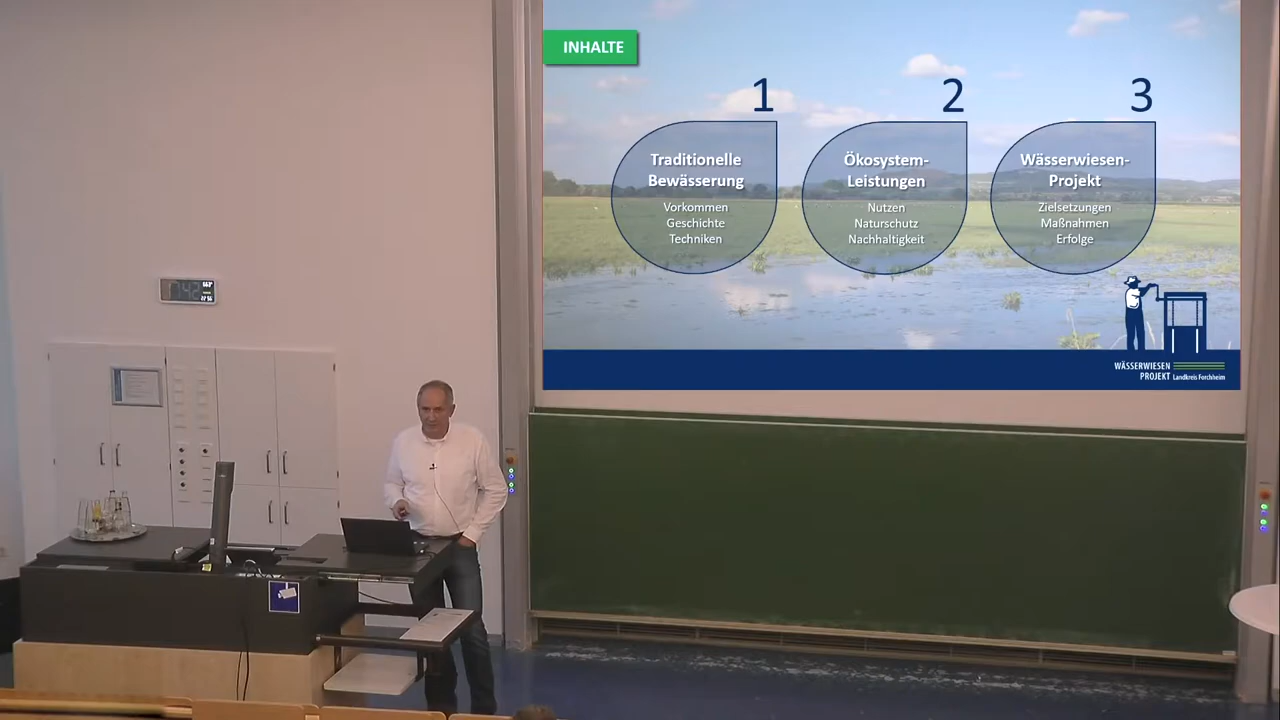 INHALTE
1
Traditionelle
Bewässerung
Vorkommen
Geschichte
Techniken
2
Ökosystem-
Leistungen
Nutzen
Naturschutz
Nachhaltigkeit
3
Wässerwiesen-
Projekt
Zielsetzungen
Maßnahmen
Erfolge
WÄSSERWIESEN
PROJEKT Landkreis Forchheim